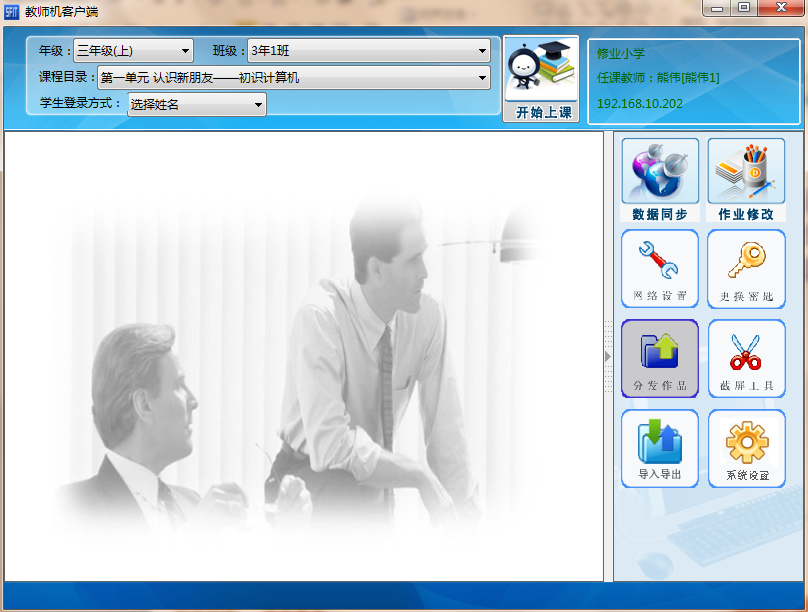 SFIT 教师机客户端
年级： 三年级(上) 班级： 3年1班
课程目录： 第一单元 认识新朋友——初识计算机
学生登录方式： 选择姓名
开始上课
修业小学
任课教师：熊伟[熊伟1]
192.168.10.202
数据同步 作业修改
网络设置 更换密匙
分发作品 截屏工具
导入导出 系统设置